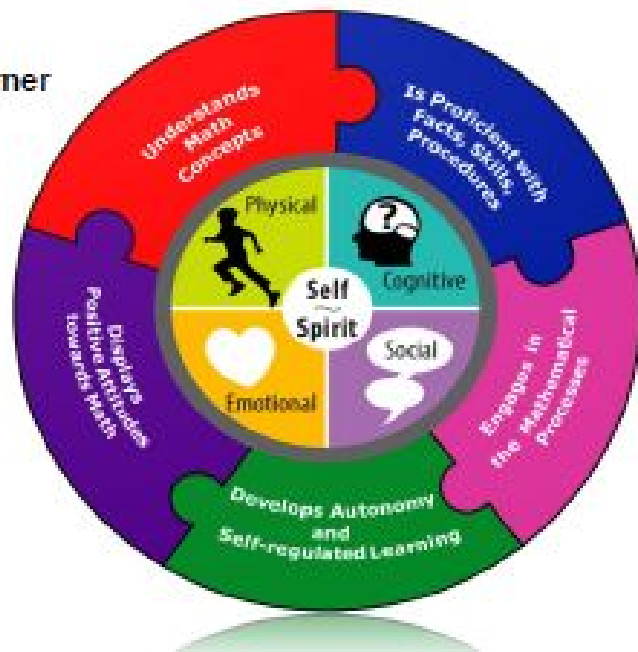 Understands
Math
Concepts
Is Proficient with
Facts, Skills,
Procedures
Engages in
the Mathematical
Processes
Develops Autonomy
and
Self-regulated Learning
Displays
Positive Attitudes
towards Math
Physical
Cognitive
?
Self
Spirit
Emotional
Social